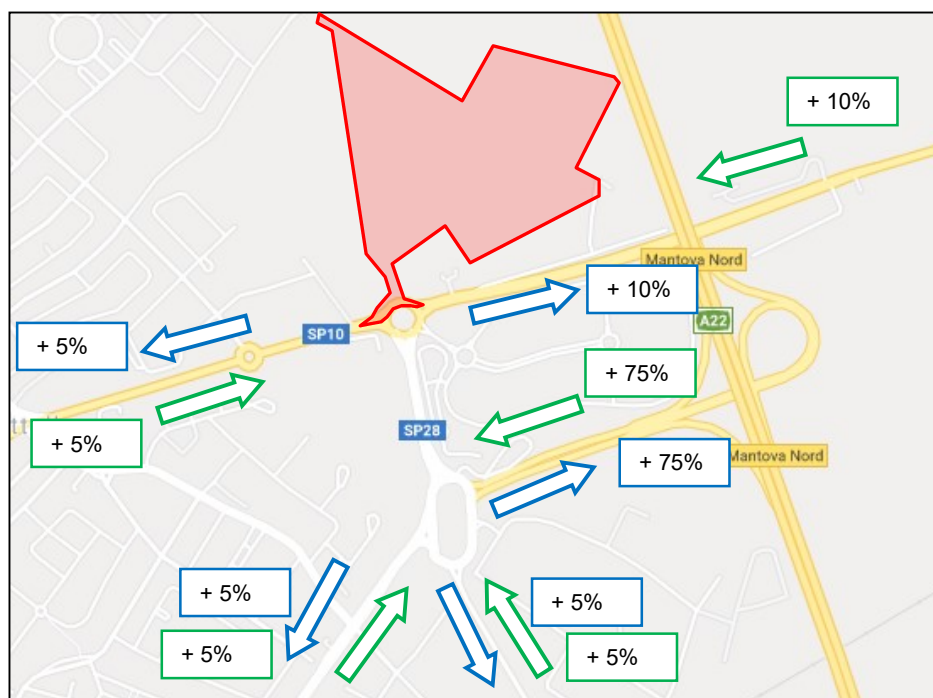 + 10%
Mantova Nord
+ 10%
A22
SP10
+ 5%
+ 75%
SP28
+ 5%
+ 75%
Mantova Nord
+ 5%
+ 5%
+ 5%
+ 5%